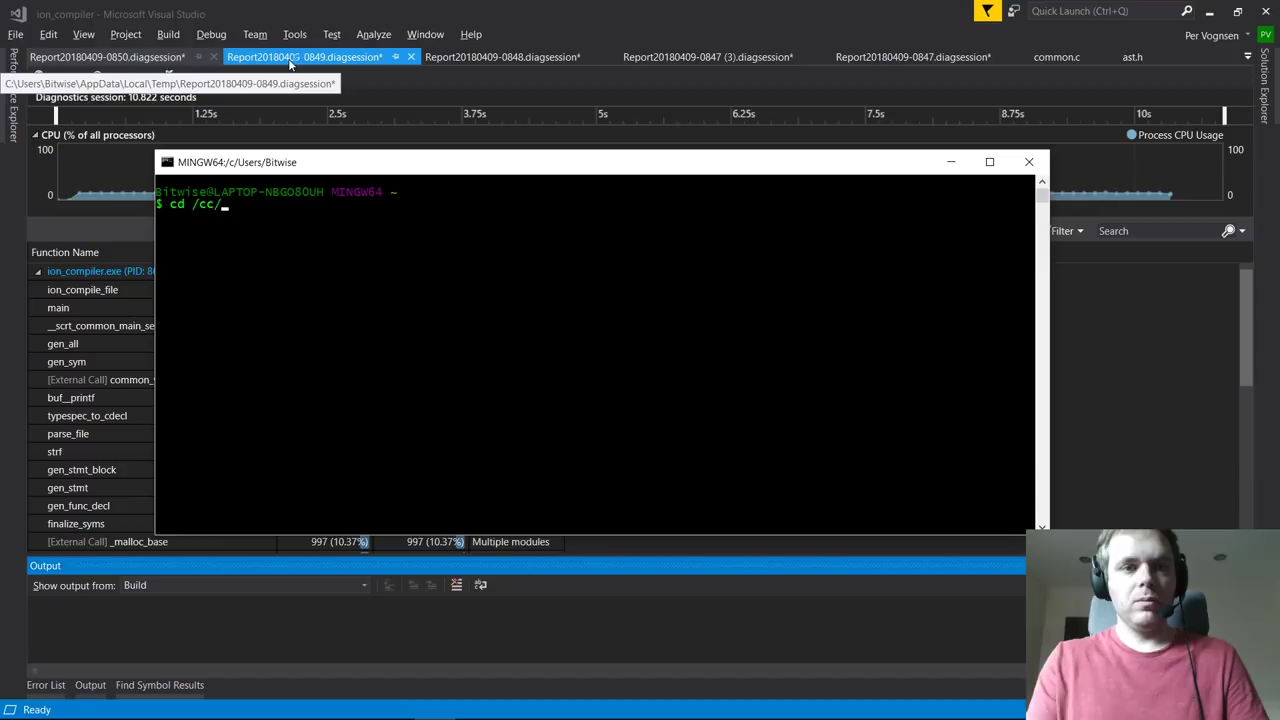 ion_compiler - Microsoft Visual Studio
Quick Launch (Ctrl+Q)
File Edit View Project Build Debug Team Tools Test Analyze Window Help
Per Vognsen PV
Report20180409-0850.diagsession* Report20180409-0849.diagsession* Report20180409-0848.diagsession* Report20180409-0847 (3).diagsession* Report20180409-0847.diagsession* common.c ast.h
C:\Users\Bitwise\AppData\Local\Temp\Report20180409-0849.diagsession*
Solution Explorer
Diagnostics session: 10.822 seconds
1.25s 2.5s 3.75s 5s 6.25s 7.5s 8.75s 10s
CPU (% of all processors)
Process CPU Usage
100 100
0 0
MINGW64:/c/Users/Bitwise
Bitwise@LAPTOP-NBGO8OUH MINGW64 ~
$ cd /cc/
Filter Search
Function Name
ion_compiler.exe (PID: 8
ion_compile_file
main
__scrt_common_main_se
gen_all
gen_sym
[External Call] common_
buf__printf
typespec_to_cdecl
parse_file
strf
gen_stmt_block
gen_stmt
gen_func_decl
finalize_syms
[External Call] _malloc_base 997 (10.37%) 997 (10.37%) Multiple modules
Output
Show output from: Build
Error List Output Find Symbol Results
Ready